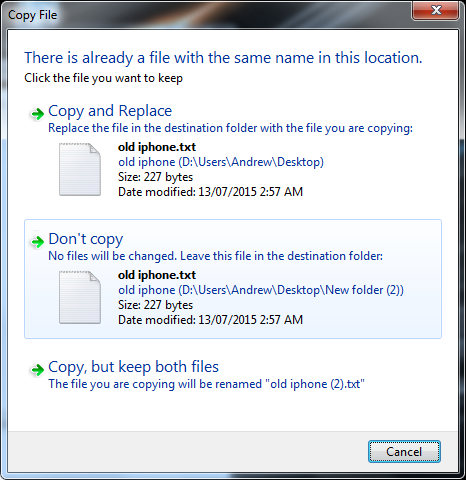 Copy File
There is already a file with the same name in this location.
Click the file you want to keep
Copy and Replace
Replace the file in the destination folder with the file you are copying:
old iphone.txt
old iphone (D:\Users\Andrew\Desktop)
Size: 227 bytes
Date modified: 13/07/2015 2:57 AM
Don't copy
No files will be changed. Leave this file in the destination folder:
old iphone.txt
old iphone (D:\Users\Andrew\Desktop\New folder (2))
Size: 227 bytes
Date modified: 13/07/2015 2:57 AM
Copy, but keep both files
The file you are copying will be renamed "old iphone (2).txt"
Cancel